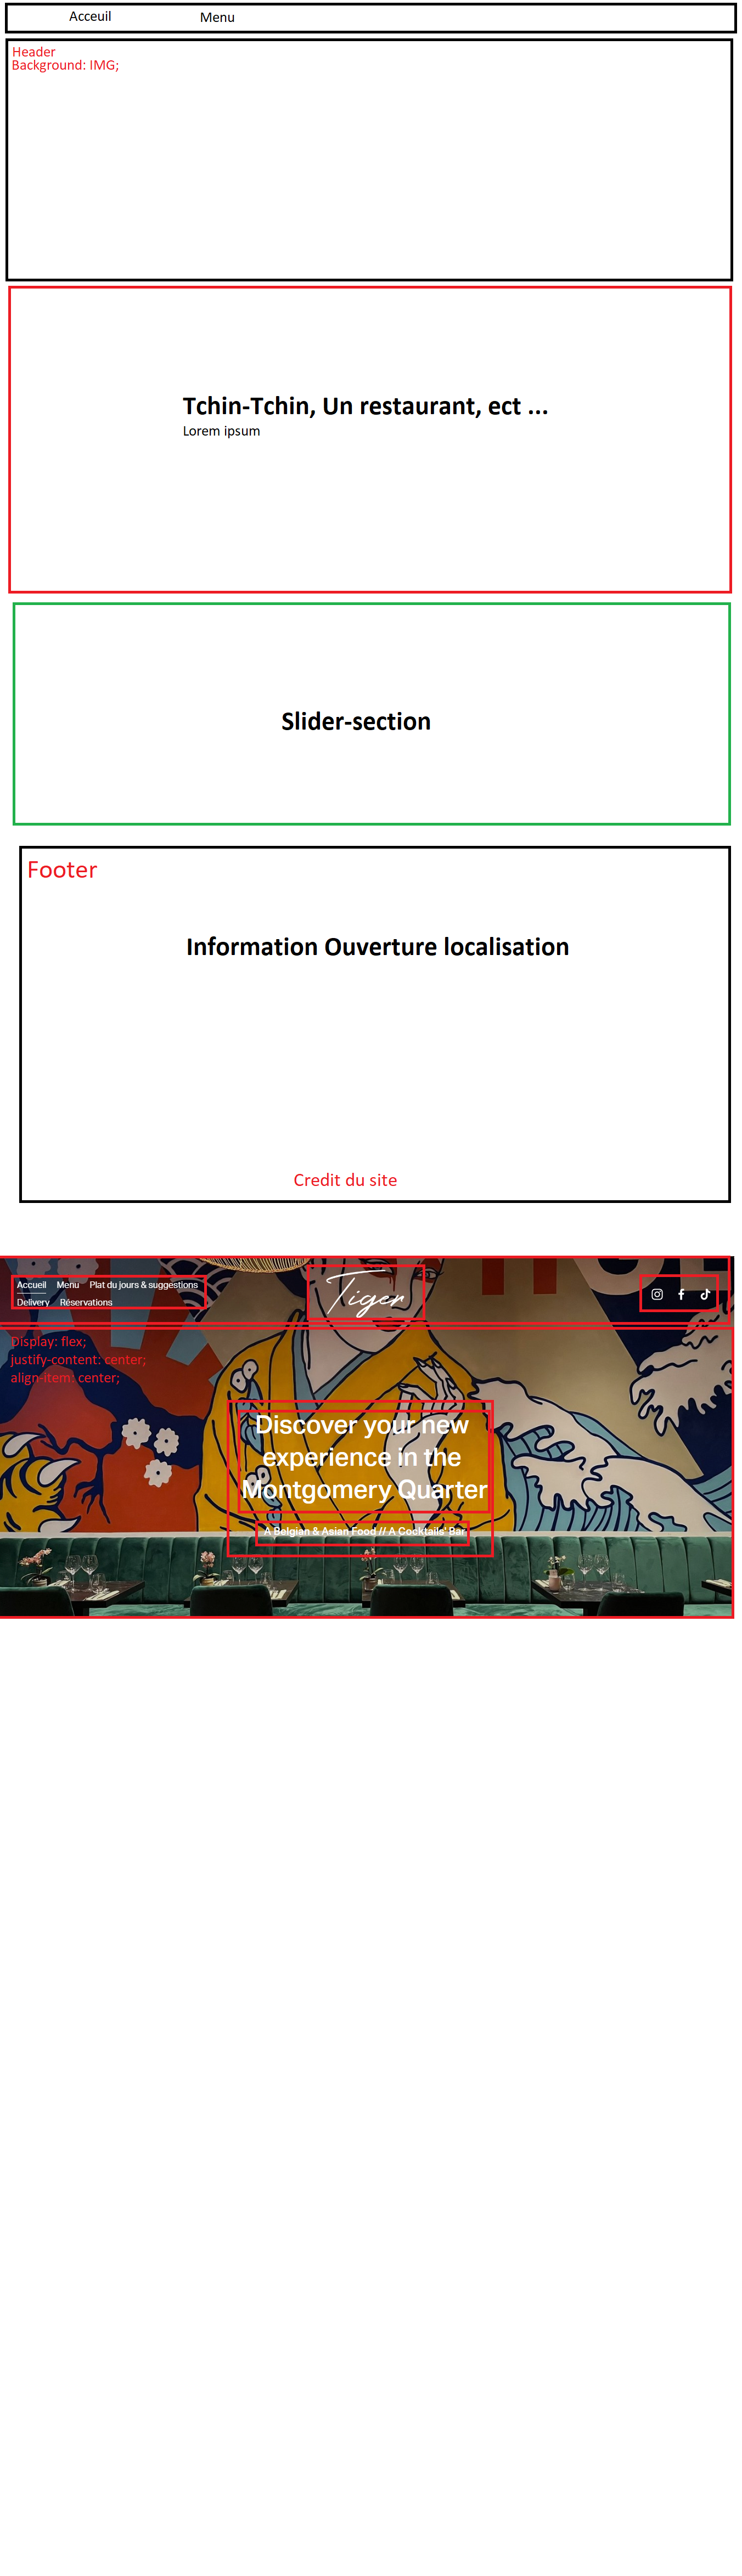 Acceuil Menu
Header
Background: IMG;
Tchin-Tchin, Un restaurant, ect ...
Lorem ipsum
Slider-section
Footer
Information Ouverture localisation
Credit du site
Accueil Menu Plat du jours & suggestions
Delivery Réservations
Tiger
Display: flex;
justify-content: center;
align-item: center;
Discover your new
experience in the
Montgomery Quarter
A Belgian & Asian Food // A Cocktails' Bar